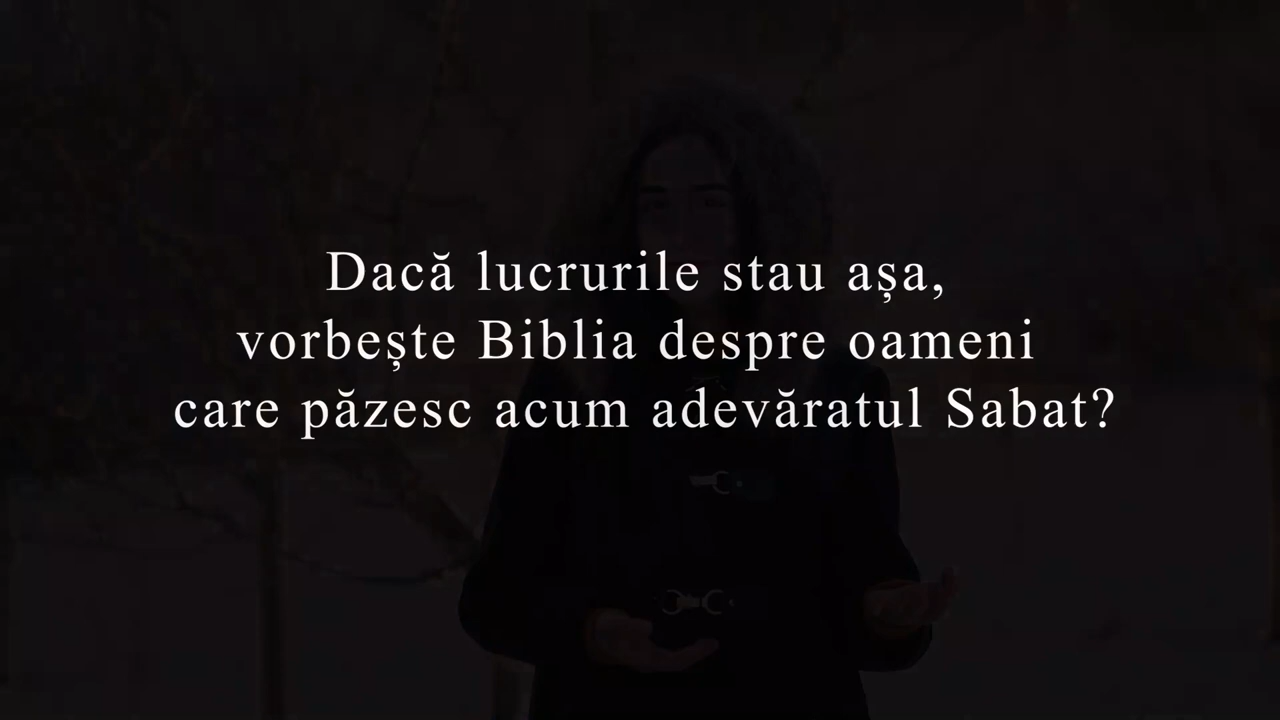 Dacă lucrurile stau așa,
vorbește Biblia despre oameni
care păzesc acum adevăratul Sabat?